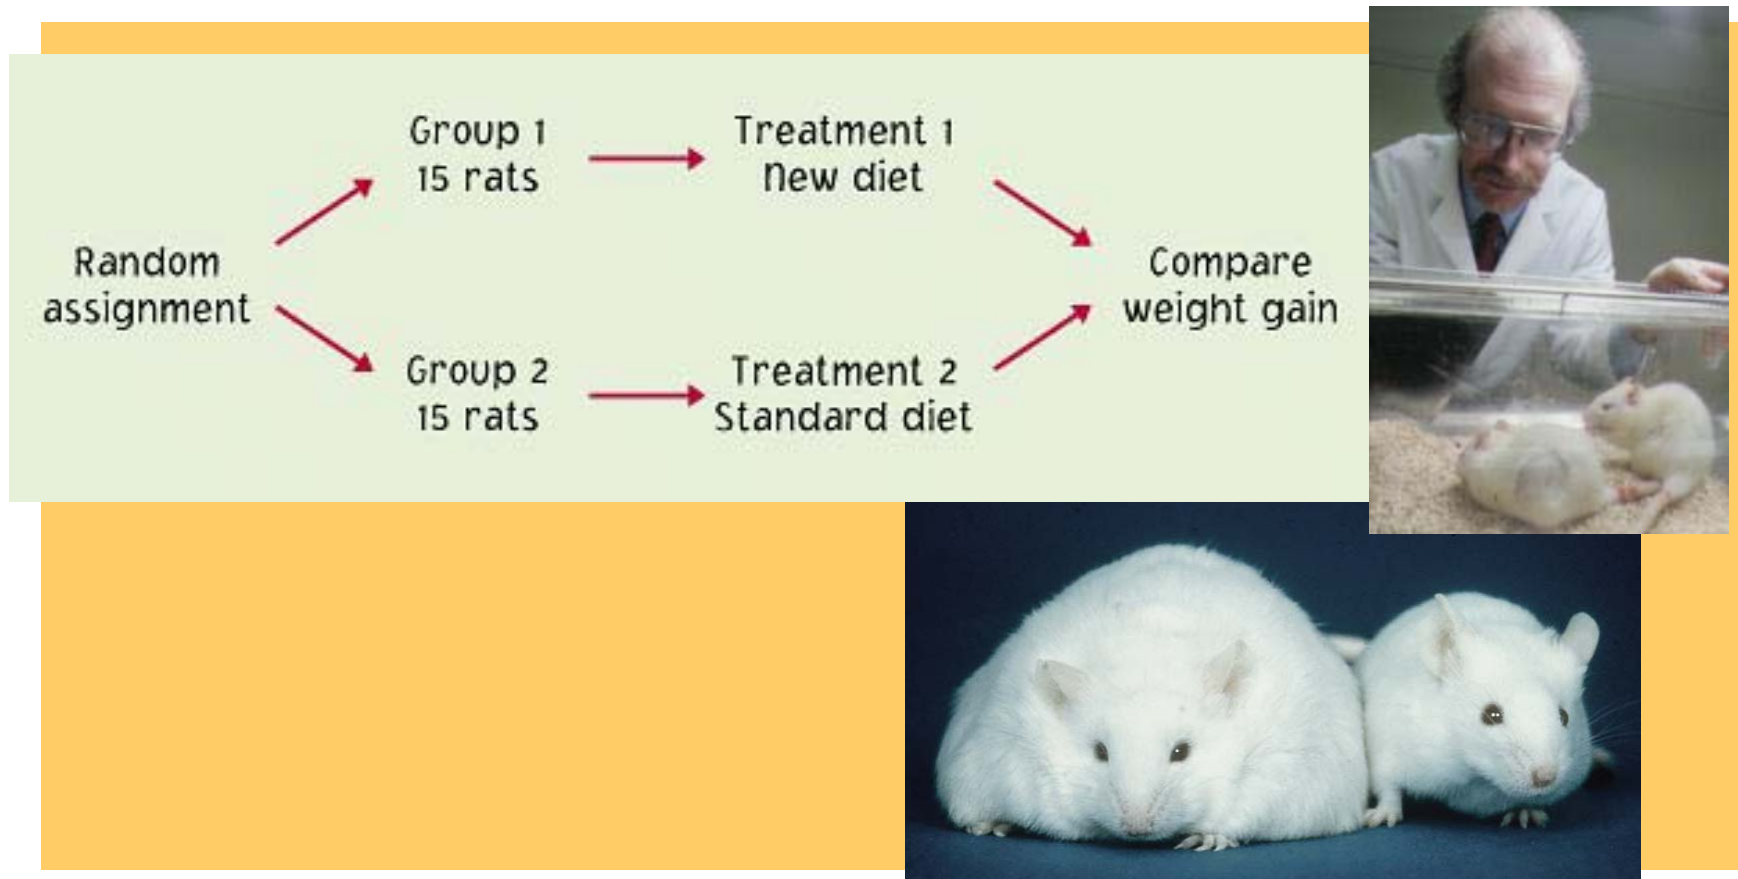 Random
assignment
Group 1
15 rats
Treatment 1
New diet
Group 2
15 rats
Treatment 2
Standard diet
Compare
weight gain